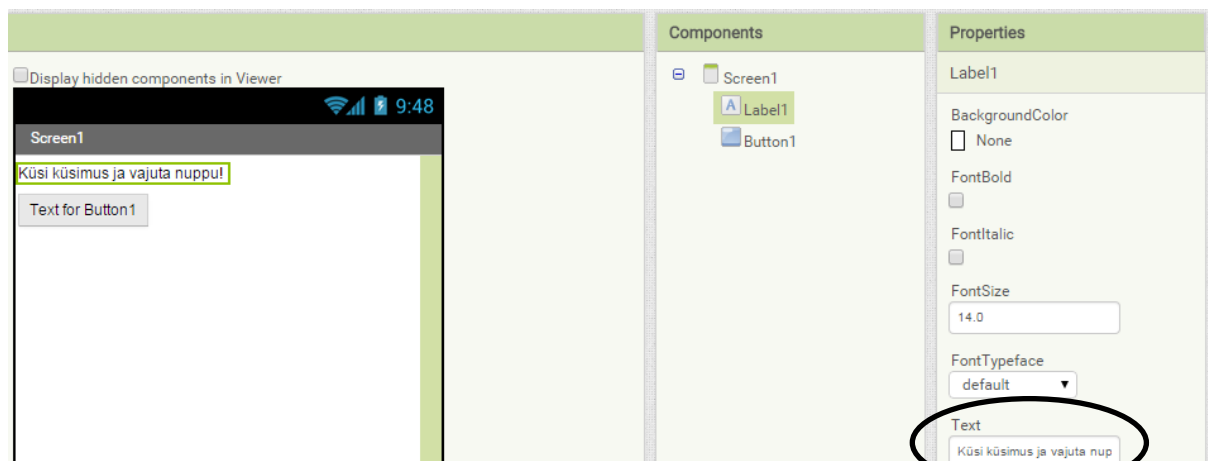 Display hidden components in Viewer
9:48
Screen1
Küsi küsimus ja vajuta nuppu!
Text for Button1
Components
Screen1
A Label1
Button1
Properties
Label1
BackgroundColor
None
FontBold
FontItalic
FontSize
14.0
FontTypeface
default
Text
Küsi küsimus ja vajuta nup